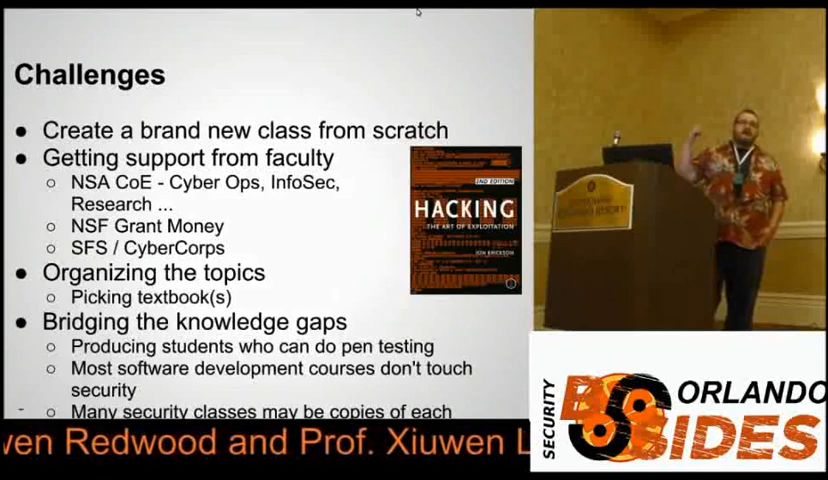 Challenges
● Create a brand new class from scratch
● Getting support from faculty
○ NSA CoE - Cyber Ops, InfoSec,
Research ...
○ NSF Grant Money
○ SFS / CyberCorps
● Organizing the topics
○ Picking textbook(s)
● Bridging the knowledge gaps
○ Producing students who can do pen testing
○ Most software development courses don't touch
security
○ Many security classes may be copies of each
2ND EDITION
HACKING
THE ART OF EXPLOITATION
JON ERICKSON
wen Redwood and Prof. Xiuwen L
SECURITY
B SIDES
ORLANDO